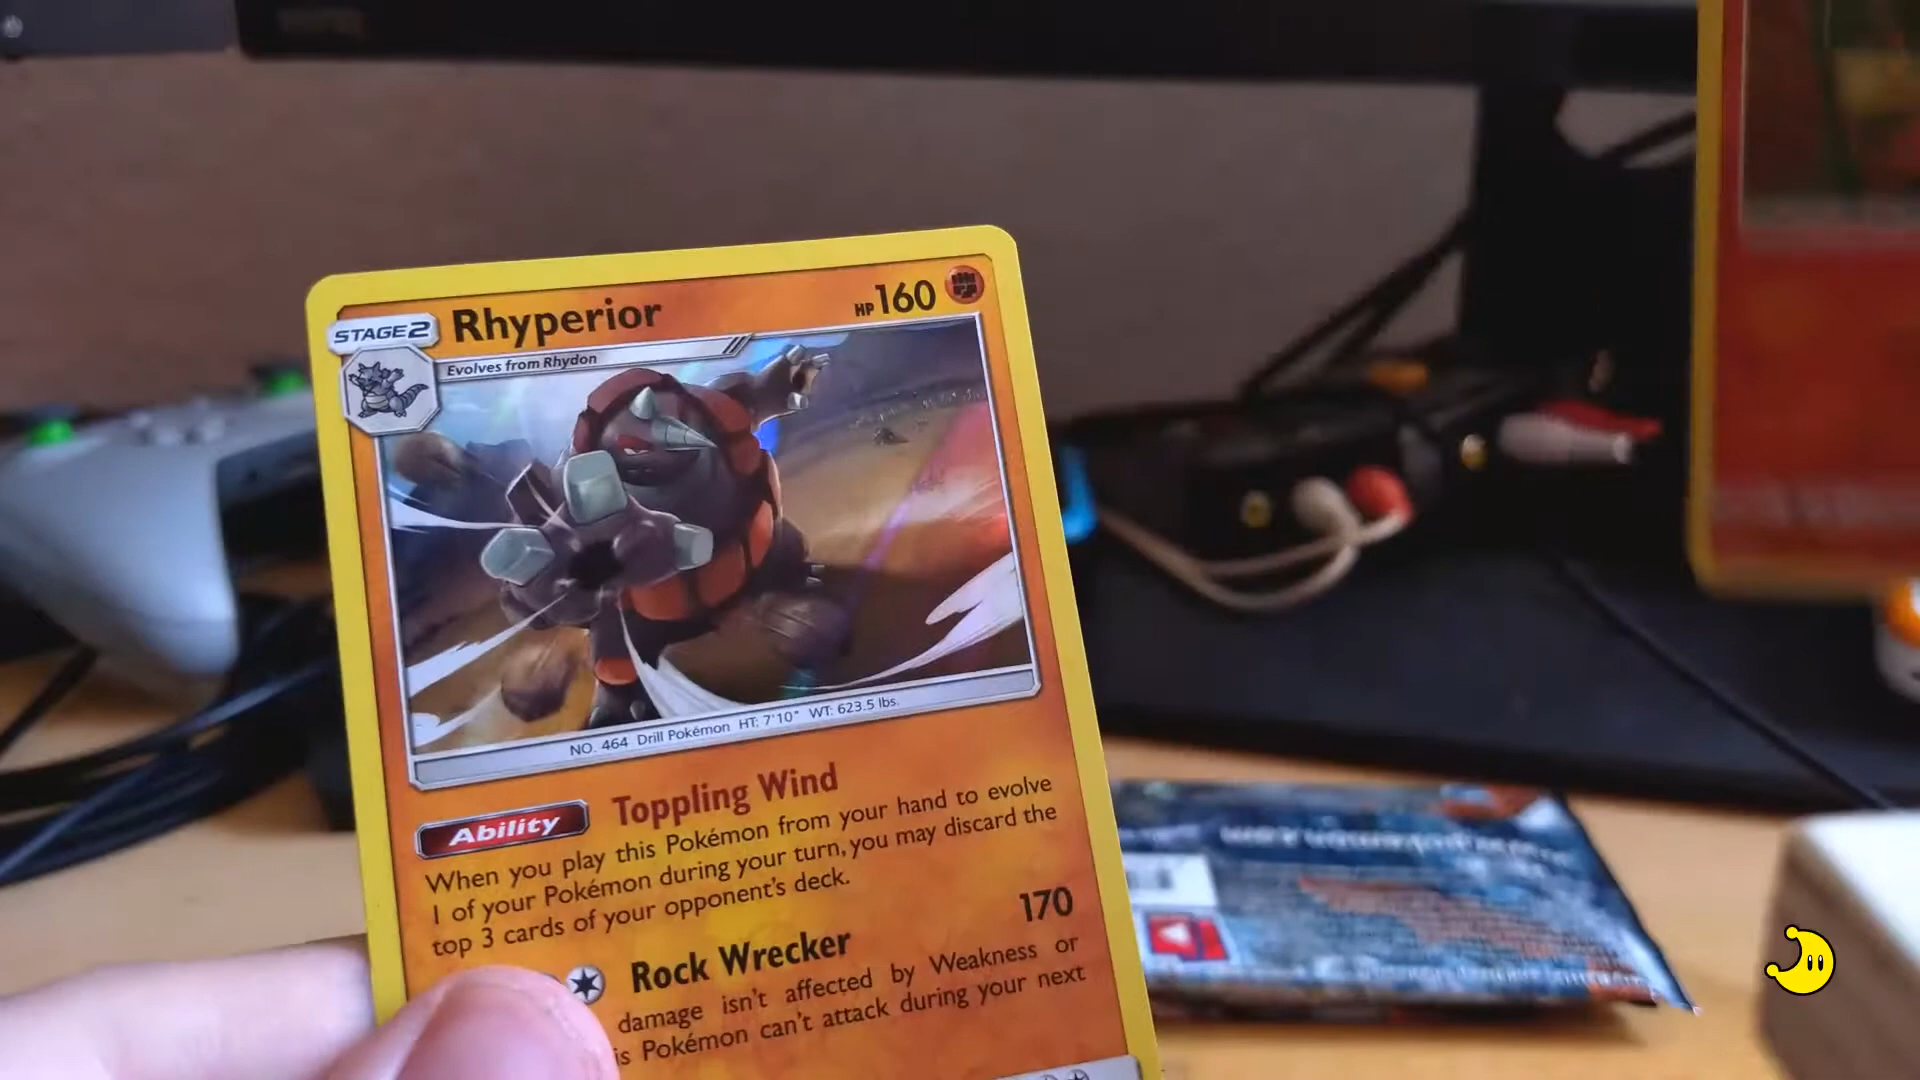 STAGE2 Rhyperior HP160
Evolves from Rhydon
NO. 464 Drill Pokémon HT: 7'10" WT: 623.5 lbs.
Ability Toppling Wind
When you play this Pokémon from your hand to evolve
1 of your Pokémon during your turn, you may discard the
top 3 cards of your opponent's deck.
Rock Wrecker 170
damage isn't affected by Weakness or
Pokémon can't attack during your next